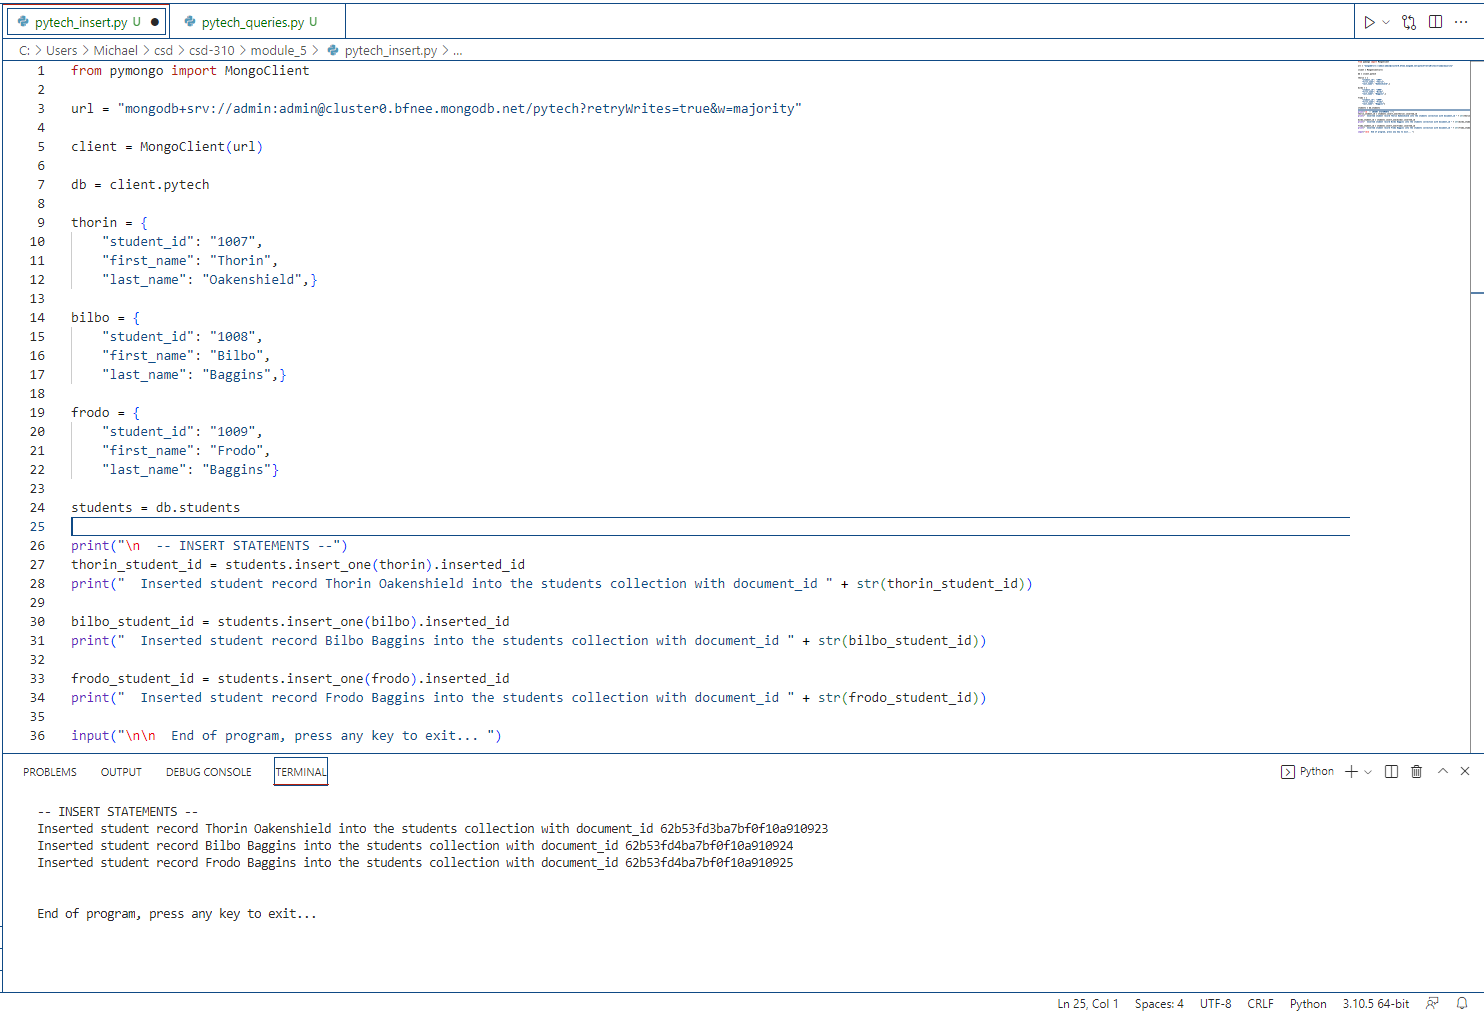 pytech_insert.py U ● pytech_queries.py U
C: > Users > Michael > csd > csd-310 > module_5 > pytech_insert.py > ...
1 from pymongo import MongoClient
2
3 url = "mongodb+srv://admin:admin@cluster0.bfnee.mongodb.net/pytech?retryWrites=true&w=majority"
4
5 client = MongoClient(url)
6
7 db = client.pytech
8
9 thorin = {
10     "student_id": "1007",
11     "first_name": "Thorin",
12     "last_name": "Oakenshield",}
13
14 bilbo = {
15     "student_id": "1008",
16     "first_name": "Bilbo",
17     "last_name": "Baggins",}
18
19 frodo = {
20     "student_id": "1009",
21     "first_name": "Frodo",
22     "last_name": "Baggins"}
23
24 students = db.students
25
26 print("\n  -- INSERT STATEMENTS --")
27 thorin_student_id = students.insert_one(thorin).inserted_id
28 print("  Inserted student record Thorin Oakenshield into the students collection with document_id " + str(thorin_student_id))
29
30 bilbo_student_id = students.insert_one(bilbo).inserted_id
31 print("  Inserted student record Bilbo Baggins into the students collection with document_id " + str(bilbo_student_id))
32
33 frodo_student_id = students.insert_one(frodo).inserted_id
34 print("  Inserted student record Frodo Baggins into the students collection with document_id " + str(frodo_student_id))
35
36 input("\n\n  End of program, press any key to exit... ")
PROBLEMS OUTPUT DEBUG CONSOLE TERMINAL Python
-- INSERT STATEMENTS --
Inserted student record Thorin Oakenshield into the students collection with document_id 62b53fd3ba7bf0f10a910923
Inserted student record Bilbo Baggins into the students collection with document_id 62b53fd4ba7bf0f10a910924
Inserted student record Frodo Baggins into the students collection with document_id 62b53fd4ba7bf0f10a910925
End of program, press any key to exit...
Ln 25, Col 1 Spaces: 4 UTF-8 CRLF Python 3.10.5 64-bit